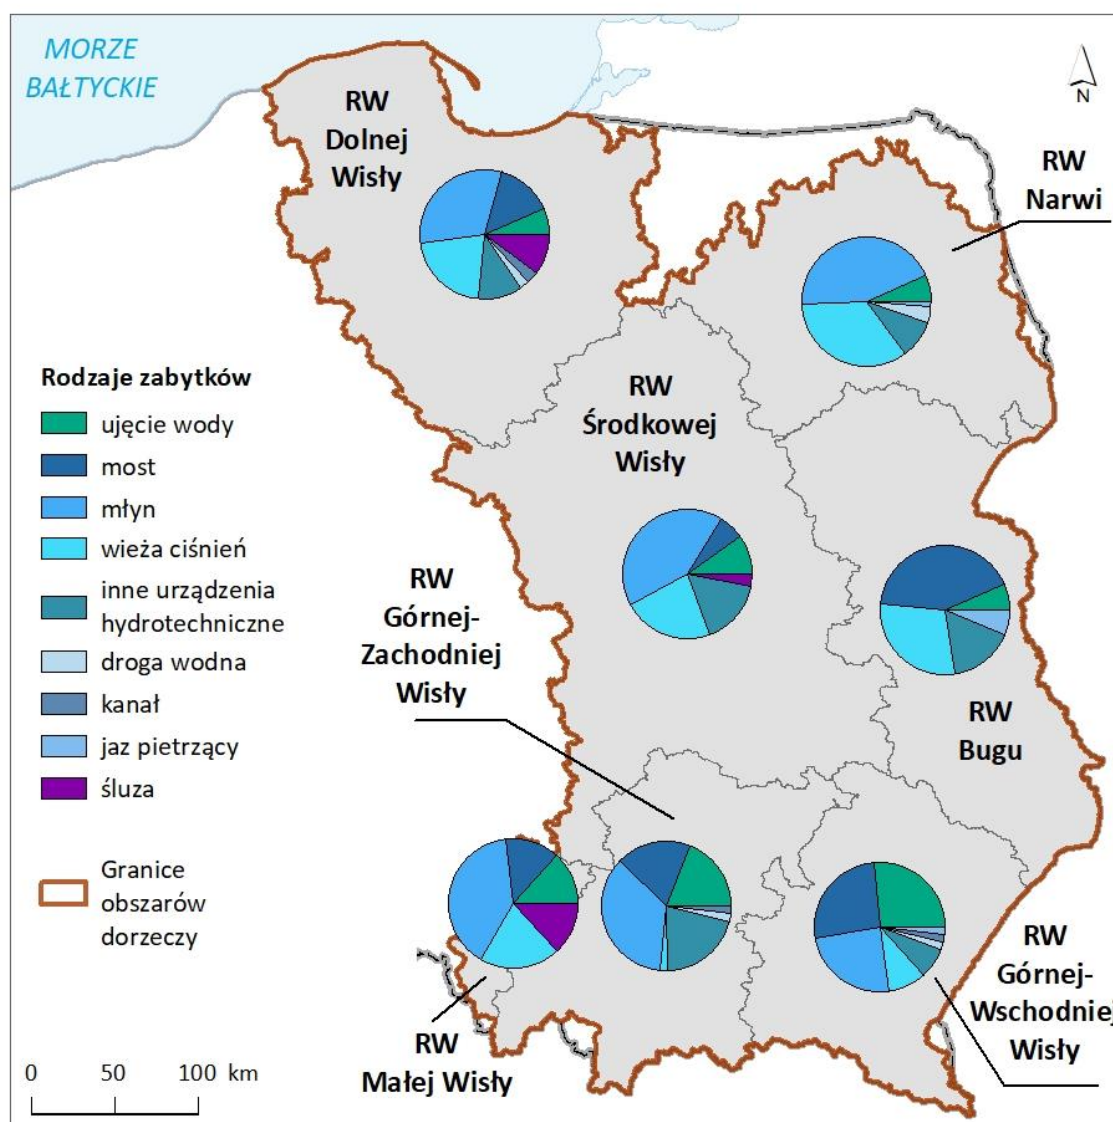 MORZE
BAŁTYCKIE
N
RW
Dolnej
Wisły
RW
Narwi
RW
Środkowej
Wisły
RW
Górnej-
Zachodniej
Wisły
RW
Bugu
RW
Górnej-
Wschodniej
Wisły
RW
Małej Wisły
Rodzaje zabytków
ujęcie wody
most
młyn
wieża ciśnień
inne urządzenia
hydrotechniczne
droga wodna
kanał
jaz pietrzący
śluza
Granice
obszarów
dorzeczy
0 50 100 km